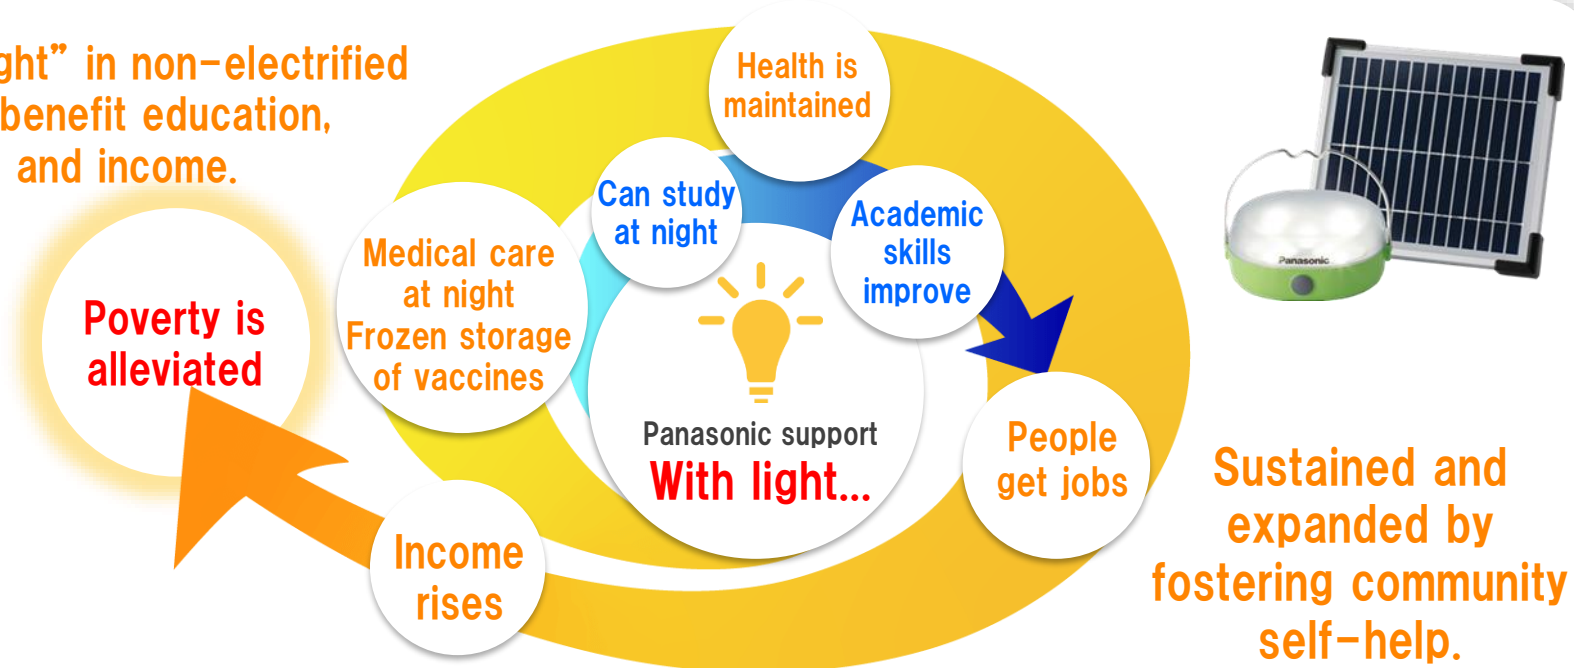 in non-electrified
benefit education,
and income.
Health is
maintained
Can study
at night
Academic
skills
improve
Medical care
at night
Frozen storage
of vaccines
Poverty is
alleviated
Panasonic support
With light...
People
get jobs
Income
rises
Panasonic
Sustained and
expanded by
fostering community
self-help.